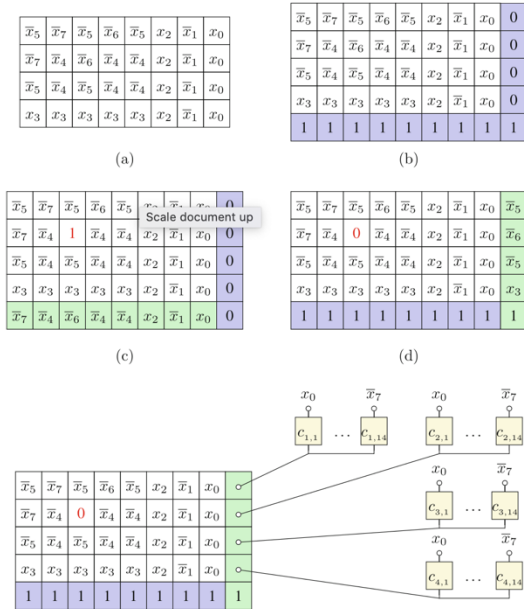 x̅₅ x̅₇ x̅₅ x̅₆ x̅₅ x₂ x̅₁ x₀
x̅₇ x̅₄ x̅₆ x̅₄ x̅₄ x₂ x̅₁ x₀
x̅₅ x̅₄ x̅₅ x̅₄ x̅₄ x₂ x̅₁ x₀
x₃ x₃ x₃ x₃ x₃ x₂ x̅₁ x₀
(a)
x̅₅ x̅₇ x̅₅ x̅₆ x̅₅ x₂ x̅₁ x₀ 0
x̅₇ x̅₄ x̅₆ x̅₄ x̅₄ x₂ x̅₁ x₀ 0
x̅₅ x̅₄ x̅₅ x̅₄ x̅₄ x₂ x̅₁ x₀ 0
x₃ x₃ x₃ x₃ x₃ x₂ x̅₁ x₀ 0
1 1 1 1 1 1 1 1 1
(b)
x̅₅ x̅₇ x̅₅ x̅₆ x̅₅ 0
Scale document up
x̅₇ x̅₄ 1 x̅₄ x̅₄ x₂ x̅₁ x₀ 0
x̅₅ x̅₄ x̅₅ x̅₄ x̅₄ x₂ x̅₁ x₀ 0
x₃ x₃ x₃ x₃ x₃ x₂ x̅₁ x₀ 0
x̅₇ x̅₄ x̅₆ x̅₄ x̅₄ x₂ x̅₁ x₀ 0
(c)
x̅₅ x̅₇ x̅₅ x̅₆ x̅₅ x₂ x̅₁ x₀ x̅₅
x̅₇ x̅₄ 0 x̅₄ x̅₄ x₂ x̅₁ x₀ x̅₆
x̅₅ x̅₄ x̅₅ x̅₄ x̅₄ x₂ x̅₁ x₀ x̅₅
x₃ x₃ x₃ x₃ x₃ x₂ x̅₁ x₀ x₃
1 1 1 1 1 1 1 1 1
(d)
x₀ x̅₇ x₀ x̅₇
c₁,₁ … c₁,₁₄ c₂,₁ … c₂,₁₄
x₀ x̅₇
c₃,₁ … c₃,₁₄
x₀ x̅₇
c₄,₁ … c₄,₁₄
x̅₅ x̅₇ x̅₅ x̅₆ x̅₅ x₂ x̅₁ x₀
x̅₇ x̅₄ 0 x̅₄ x̅₄ x₂ x̅₁ x₀
x̅₅ x̅₄ x̅₅ x̅₄ x̅₄ x₂ x̅₁ x₀
x₃ x₃ x₃ x₃ x₃ x₂ x̅₁ x₀
1 1 1 1 1 1 1 1 1